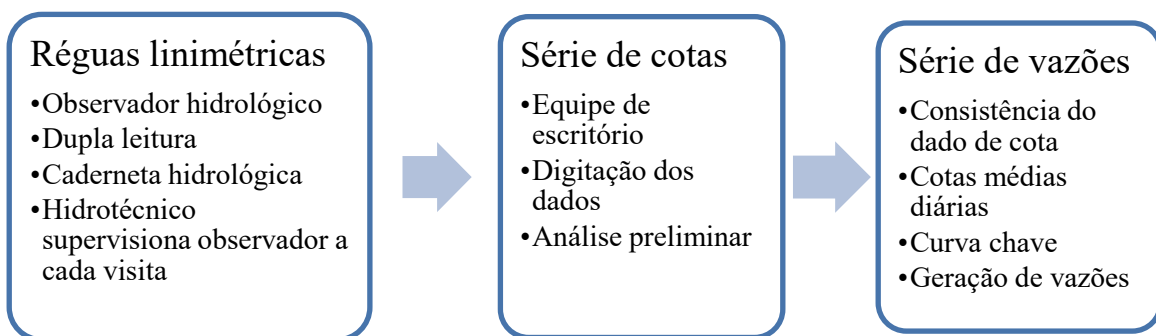 Réguas linimétricas
•Observador hidrológico
•Dupla leitura
•Caderneta hidrológica
•Hidrotécnico
supervisiona observador a
cada visita
Série de cotas
•Equipe de
escritório
•Digitação dos
dados
•Análise preliminar
Série de vazões
•Consistência do
dado de cota
•Cotas médias
diárias
•Curva chave
•Geração de vazões